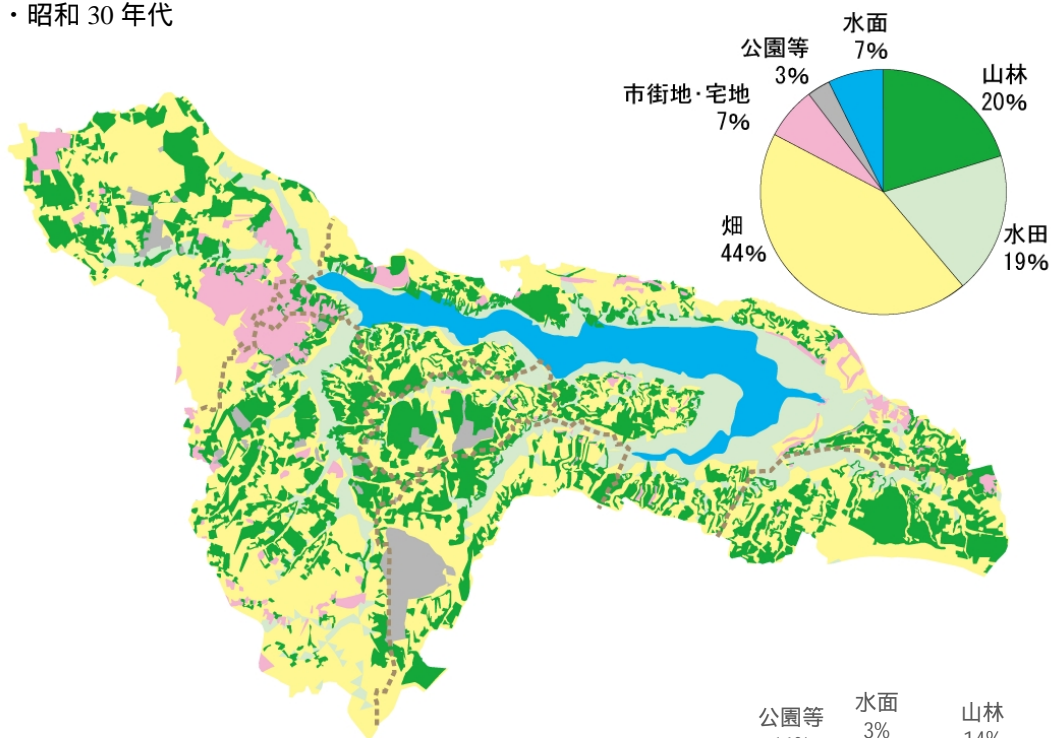 ・昭和 30 年代
水面
7%
公園等
3%
山林
20%
市街地・宅地
7%
畑
44%
水田
19%
公園等
水面
3%
山林
14%